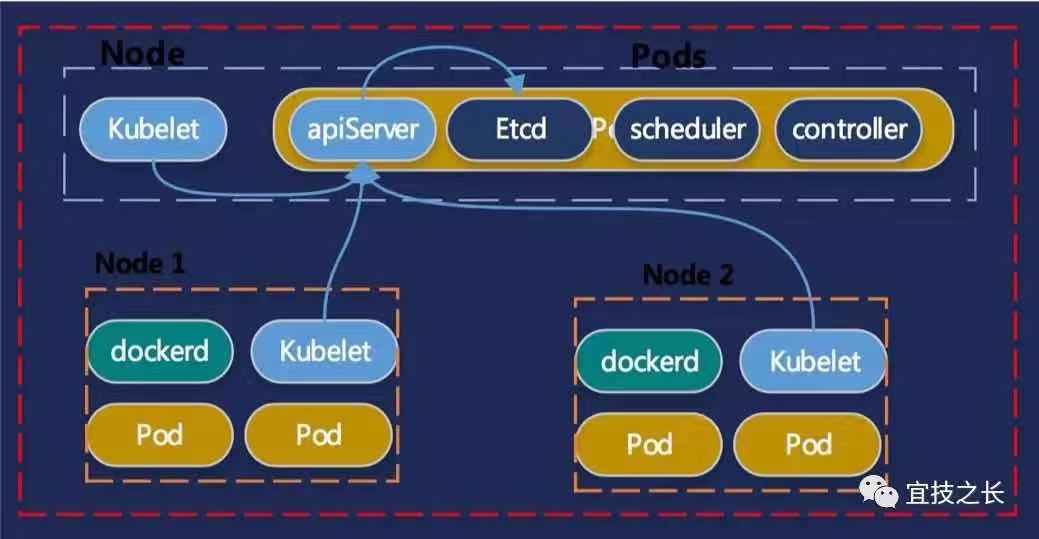 Node
Pods
Kubelet
apiServer
Etcd
scheduler
controller
Node 1
Node 2
dockerd
Kubelet
dockerd
Kubelet
Pod
Pod
Pod
Pod
宜技之长